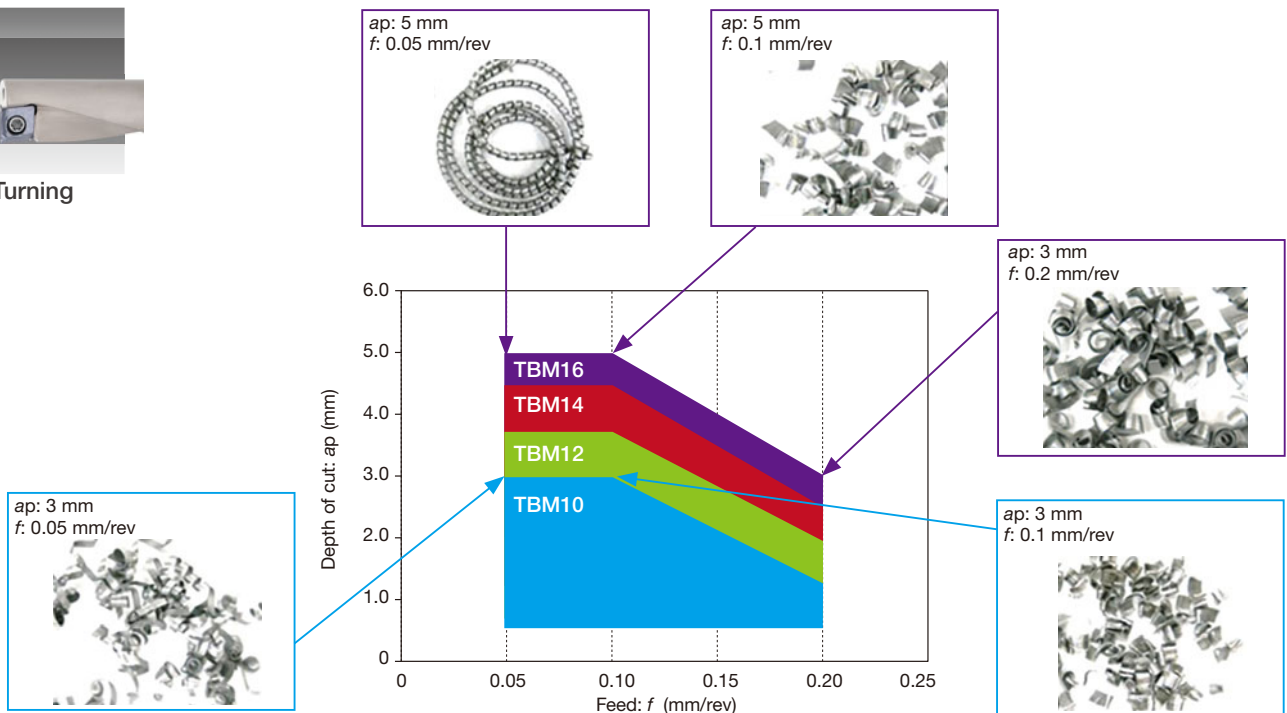 Turning
ap: 5 mm
f: 0.05 mm/rev
ap: 5 mm
f: 0.1 mm/rev
ap: 3 mm
f: 0.2 mm/rev
6.0
5.0
4.0
3.0
2.0
1.0
0
Depth of cut: ap (mm)
TBM16
TBM14
TBM12
TBM10
0
0.05
0.10
0.15
0.20
0.25
Feed: f (mm/rev)
ap: 3 mm
f: 0.05 mm/rev
ap: 3 mm
f: 0.1 mm/rev